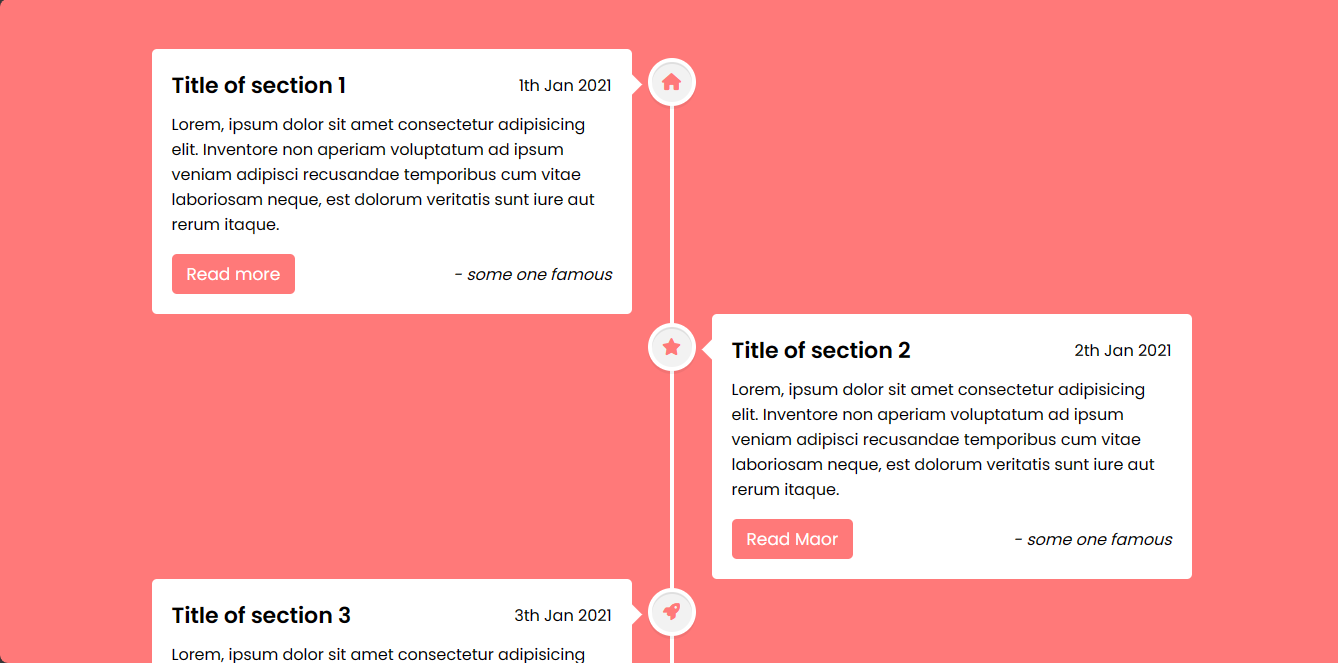 Title of section 1
1th Jan 2021
Lorem, ipsum dolor sit amet consectetur adipisicing
elit. Inventore non aperiam voluptatum ad ipsum
veniam adipisci recusandae temporibus cum vitae
laboriosam neque, est dolorum veritatis sunt iure aut
rerum itaque.
Read more
- some one famous
Title of section 2
2th Jan 2021
Lorem, ipsum dolor sit amet consectetur adipisicing
elit. Inventore non aperiam voluptatum ad ipsum
veniam adipisci recusandae temporibus cum vitae
laboriosam neque, est dolorum veritatis sunt iure aut
rerum itaque.
Read Maor
- some one famous
Title of section 3
3th Jan 2021
Lorem, ipsum dolor sit amet consectetur adipisicing